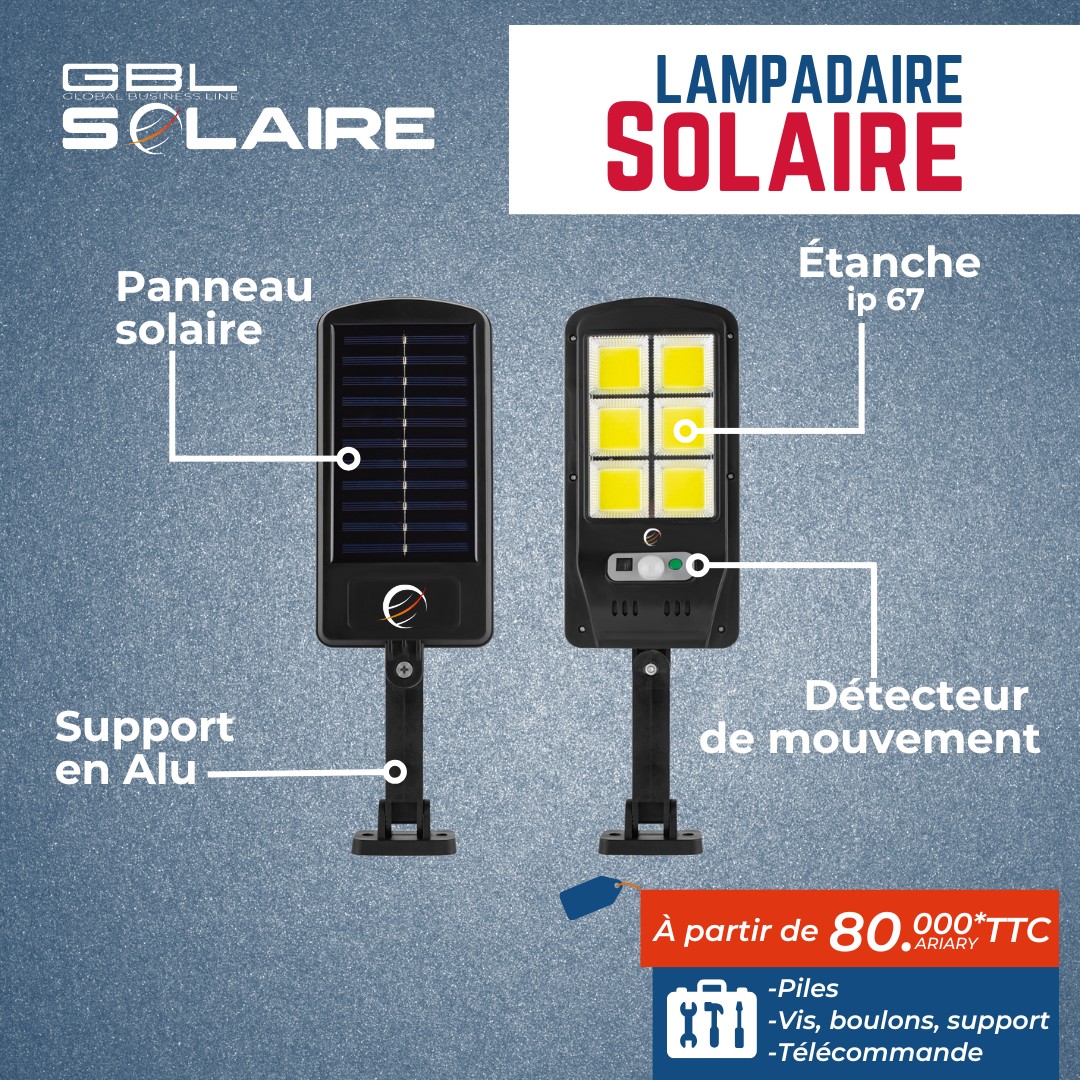 GBL
GLOBAL BUSINESS LINE
SOLAIRE
LAMPADAIRE
SOLAIRE
Panneau
solaire
Étanche
ip 67
Support
en Alu
Détecteur
de mouvement
À partir de 80.000* ARIARY TTC
-Piles
-Vis, boulons, support
-Télécommande